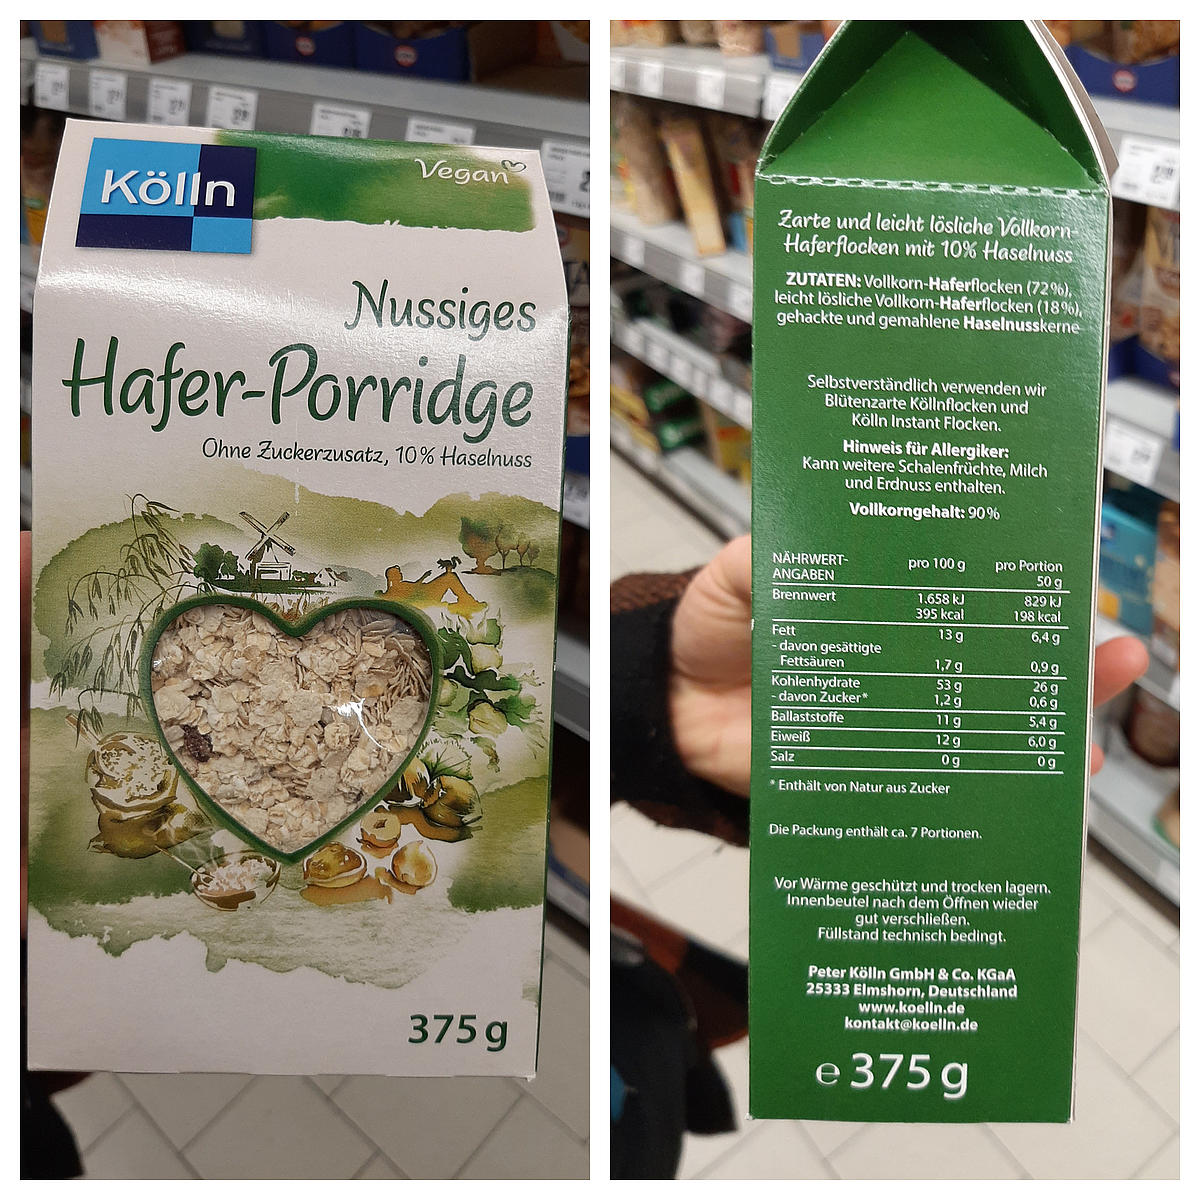 Kölln
Vegan
Nussiges
Hafer-Porridge
Ohne Zuckerzusatz, 10% Haselnuss
375 g
Zarte und leicht lösliche Vollkorn-
Haferflocken mit 10% Haselnuss
ZUTATEN: Vollkorn-Haferflocken (72%),
leicht lösliche Vollkorn-Haferflocken (18%),
gehackte und gemahlene Haselnusskerne
Selbstverständlich verwenden wir
Blütenzarte Köllnflocken und
Kölln Instant Flocken.
Hinweis für Allergiker:
Kann weitere Schalenfrüchte, Milch
und Erdnuss enthalten.
Vollkorngehalt: 90%
NÄHRWERT- pro 100 g pro Portion
ANGABEN 50 g
Brennwert 1.658 kJ 829 kJ
395 kcal 198 kcal
Fett 13 g 6,4 g
- davon gesättigte
Fettsäuren 1,7 g 0,9 g
Kohlenhydrate 53 g 26 g
- davon Zucker* 1,2 g 0,6 g
Ballaststoffe 11 g 5,4 g
Eiweiß 12 g 6,0 g
Salz 0 g 0 g
* Enthält von Natur aus Zucker
Die Packung enthält ca. 7 Portionen.
Vor Wärme geschützt und trocken lagern.
Innenbeutel nach dem Öffnen wieder
gut verschließen.
Füllstand technisch bedingt.
Peter Kölln GmbH & Co. KGaA
25333 Elmshorn, Deutschland
www.koelln.de
kontakt@koelln.de
℮ 375 g